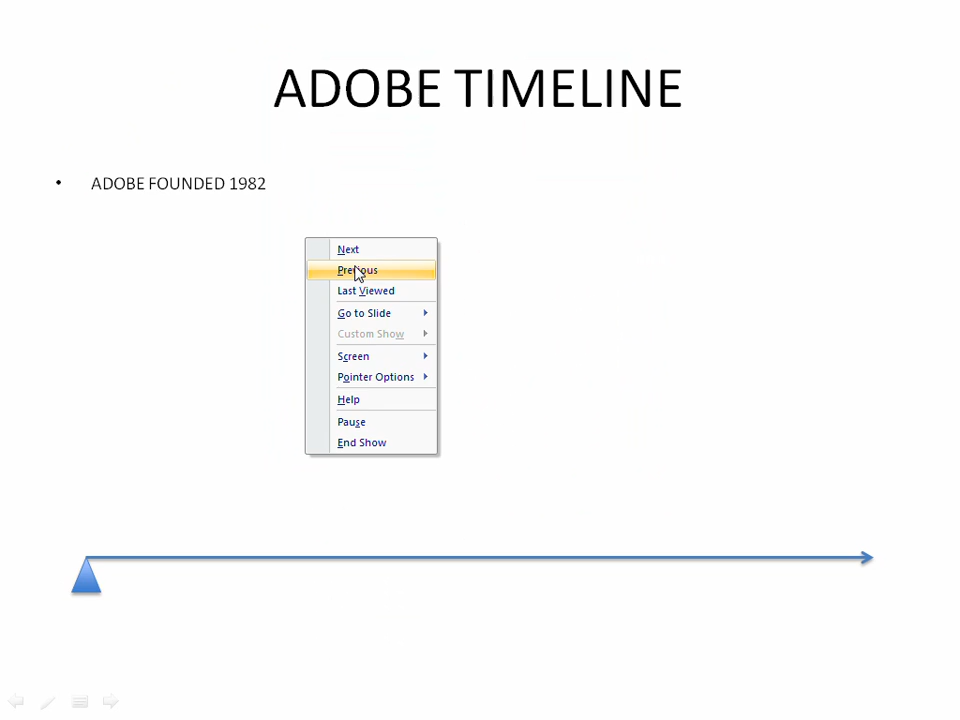 ADOBE TIMELINE
• ADOBE FOUNDED 1982
Next
Previous
Last Viewed
Go to Slide
Custom Show
Screen
Pointer Options
Help
Pause
End Show